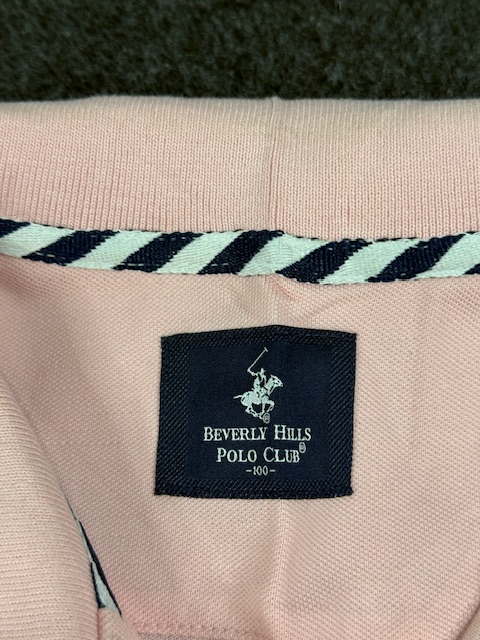 ®
BEVERLY HILLS
POLO CLUB®
-100-